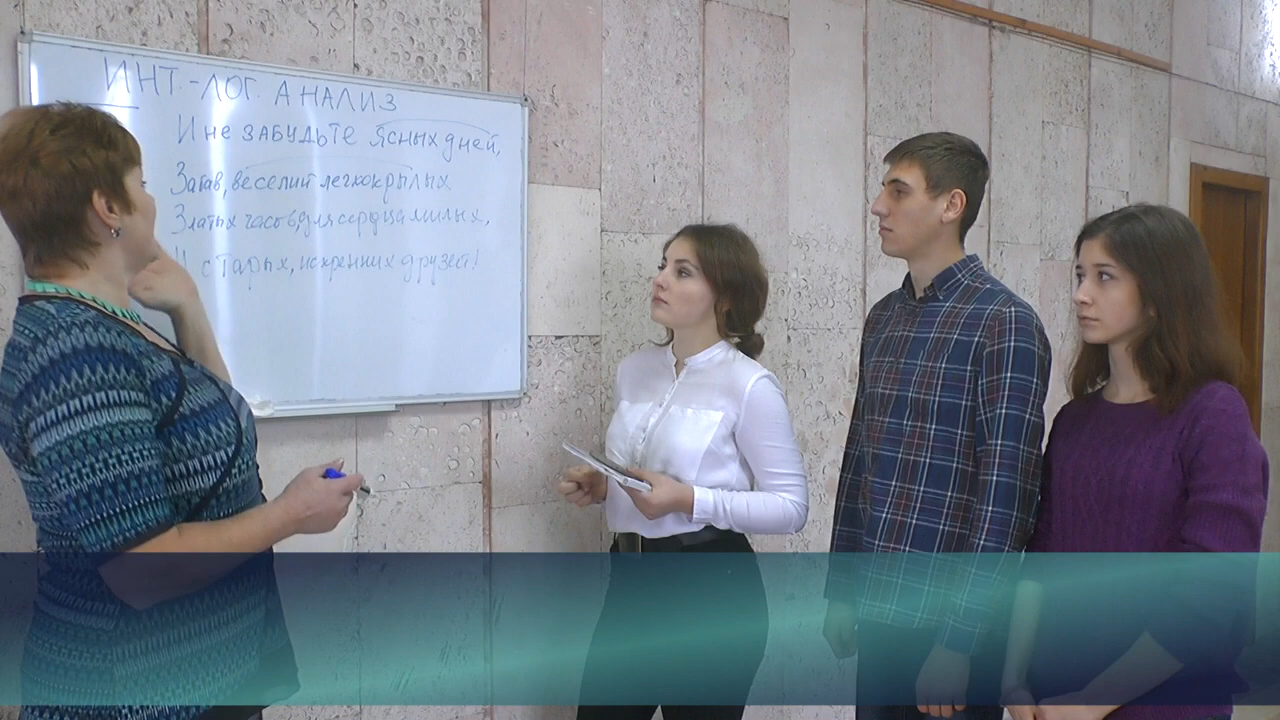 ИНТ.-ЛОГ. АНАЛИЗ
И не ЗАБУДЬТЕ ясных дней,
Забав, веселий легкокрылых
Златых часов, для сердца милых,
И старых, искренних друзей!